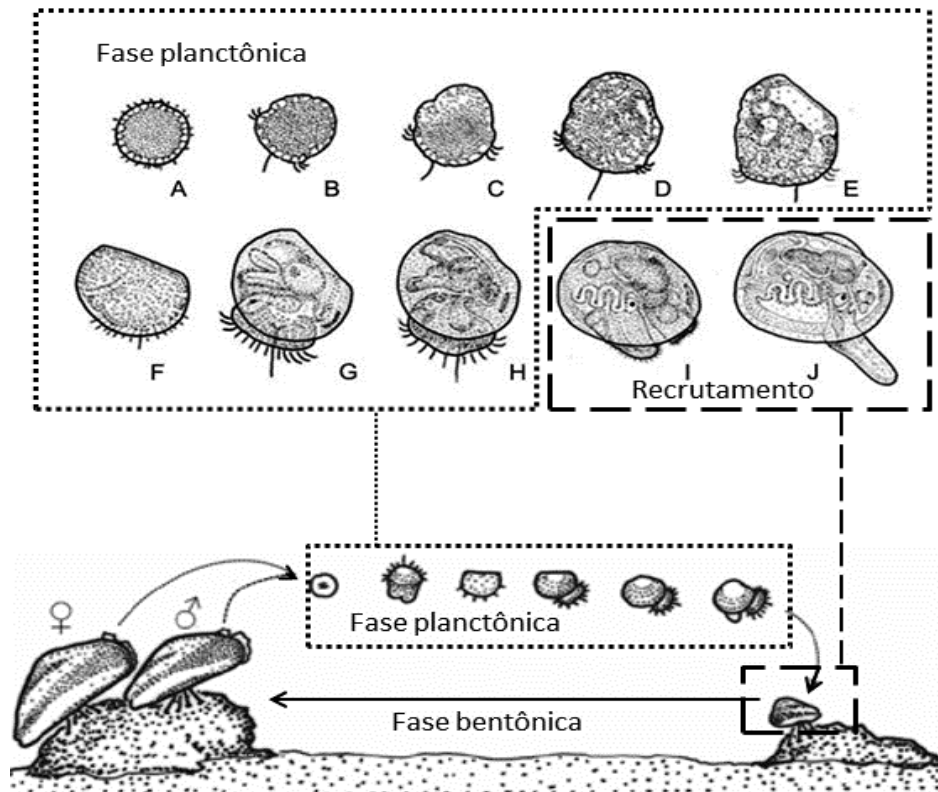 Fase planctônica
A
B
C
D
E
F
G
H
I
J
Recrutamento
♀
♂
Fase planctônica
Fase bentônica